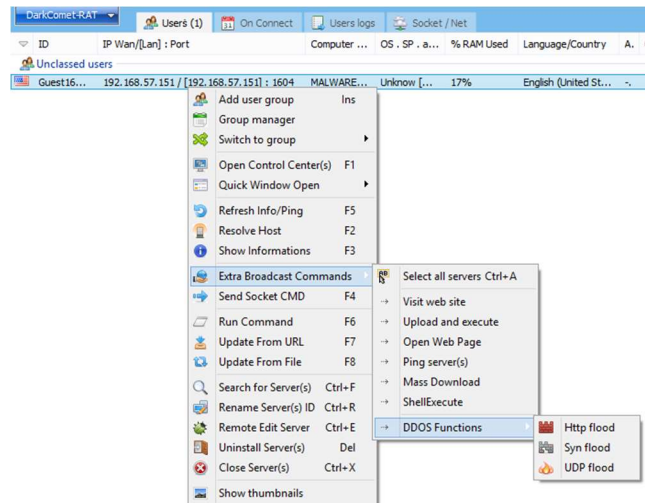 DarkComet-RAT
Users (1)
On Connect
Users logs
Socket / Net
ID IP Wan/[Lan] : Port Computer ... OS . SP . a... % RAM Used Language/Country A.
Unclassed users
Guest16... 192.168.57.151 / [192.168.57.151] : 1604 MALWARE... Unknow [... 17% English (United St... -,
Add user group Ins
Group manager
Switch to group
Open Control Center(s) F1
Quick Window Open
Refresh Info/Ping F5
Resolve Host F2
Show Informations F3
Extra Broadcast Commands
Send Socket CMD F4
Run Command F6
Update From URL F7
Update From File F8
Search for Server(s) Ctrl+F
Rename Server(s) ID Ctrl+R
Remote Edit Server Ctrl+E
Uninstall Server(s) Del
Close Server(s) Ctrl+X
Show thumbnails
Select all servers Ctrl+A
Visit web site
Upload and execute
Open Web Page
Ping server(s)
Mass Download
ShellExecute
DDOS Functions
Http flood
Syn flood
UDP flood